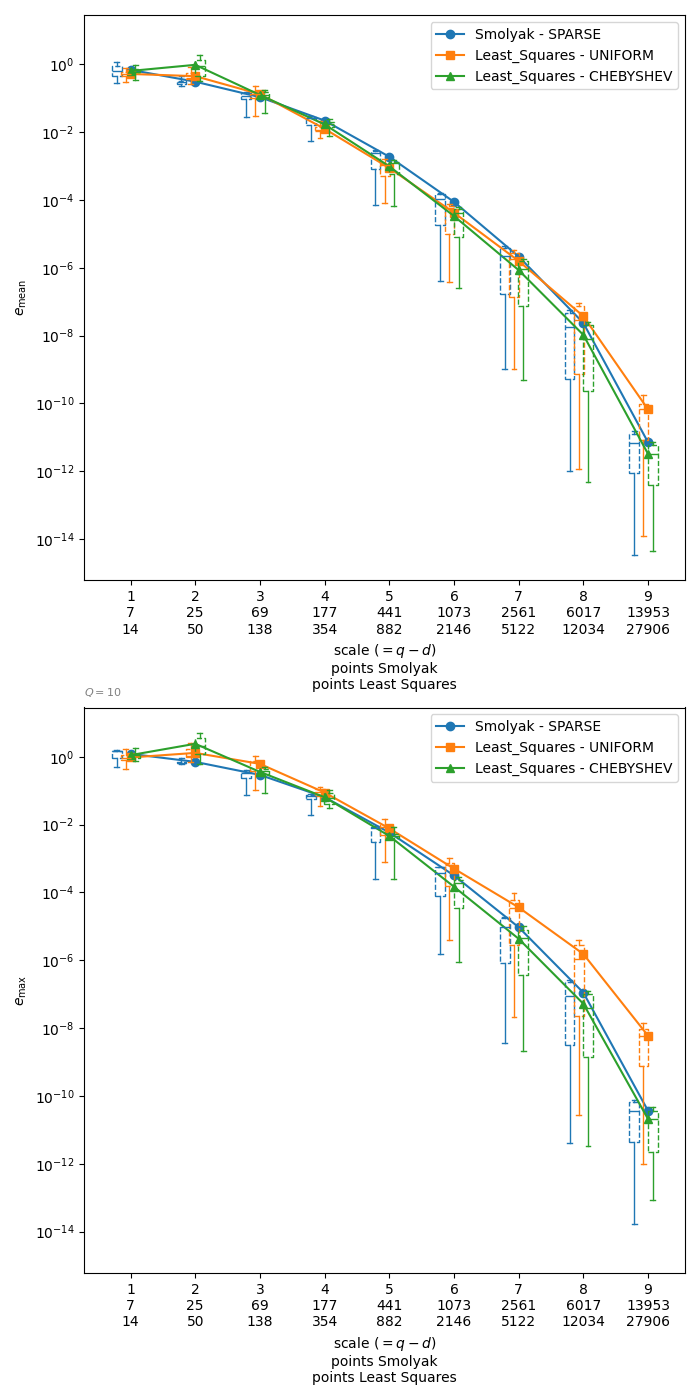 Smolyak - SPARSE
Least_Squares - UNIFORM
Least_Squares - CHEBYSHEV
10⁰
10⁻²
10⁻⁴
10⁻⁶
10⁻⁸
10⁻¹⁰
10⁻¹²
10⁻¹⁴
e_mean
1 2 3 4 5 6 7 8 9
7 25 69 177 441 1073 2561 6017 13953
14 50 138 354 882 2146 5122 12034 27906
scale (= q − d)
points Smolyak
points Least Squares
Q = 10
Smolyak - SPARSE
Least_Squares - UNIFORM
Least_Squares - CHEBYSHEV
10⁰
10⁻²
10⁻⁴
10⁻⁶
10⁻⁸
10⁻¹⁰
10⁻¹²
10⁻¹⁴
e_max
1 2 3 4 5 6 7 8 9
7 25 69 177 441 1073 2561 6017 13953
14 50 138 354 882 2146 5122 12034 27906
scale (= q − d)
points Smolyak
points Least Squares